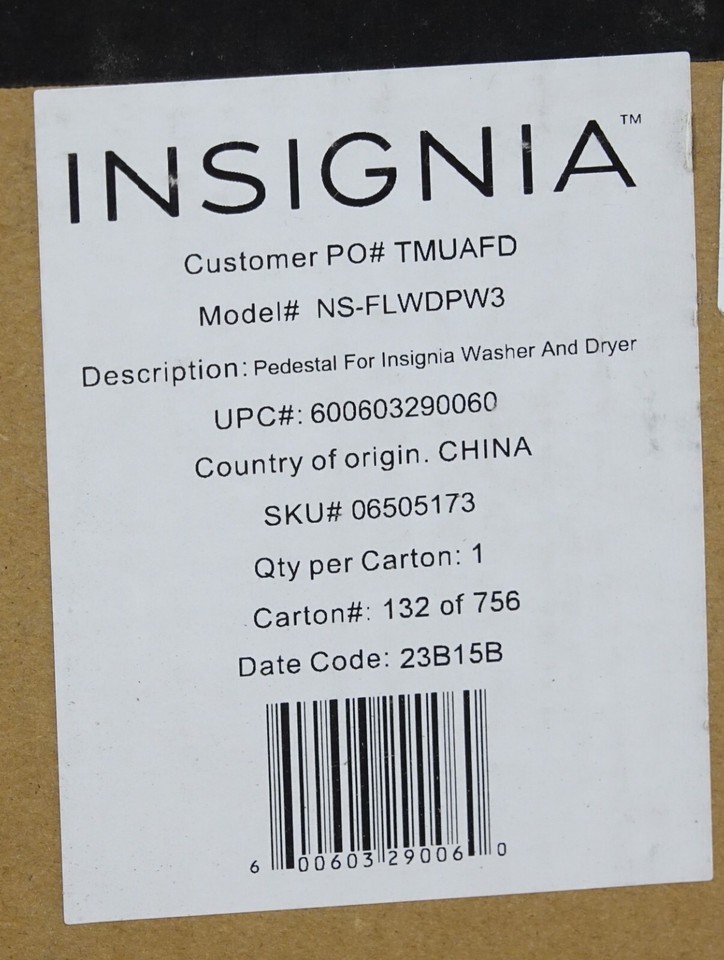 INSIGNIA™
Customer PO# TMUAFD
Model# NS-FLWDPW3
Description: Pedestal For Insignia Washer And Dryer
UPC#: 600603290060
Country of origin. CHINA
SKU# 06505173
Qty per Carton: 1
Carton#: 132 of 756
Date Code: 23B15B
6 00603 29006 0